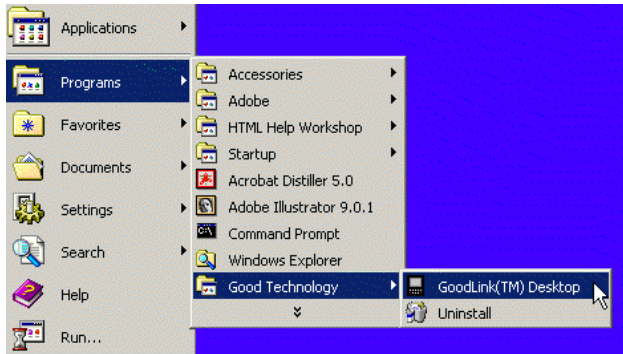 Applications
Programs
Favorites
Documents
Settings
Search
Help
Run...
Accessories
Adobe
HTML Help Workshop
Startup
Acrobat Distiller 5.0
Adobe Illustrator 9.0.1
Command Prompt
Windows Explorer
Good Technology
GoodLink(TM) Desktop
Uninstall